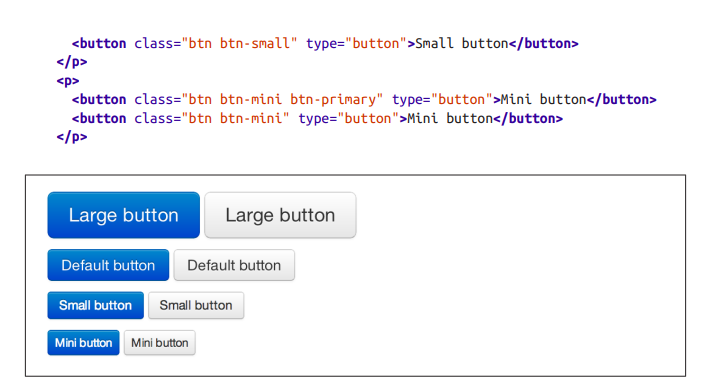 <button class="btn btn-small" type="button">Small button</button>
</p>
<p>
<button class="btn btn-mini btn-primary" type="button">Mini button</button>
<button class="btn btn-mini" type="button">Mini button</button>
</p>
Large button Large button
Default button Default button
Small button Small button
Mini button Mini button